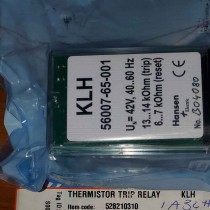 KLH
56007-65-001
Us= 42V, 40..60 Hz
13...14 kOhm (trip)
6...7 kOhm (reset)
Hansen
No: 304080
THERMISTOR TRIP RELAY KLH
Item code: 528210310